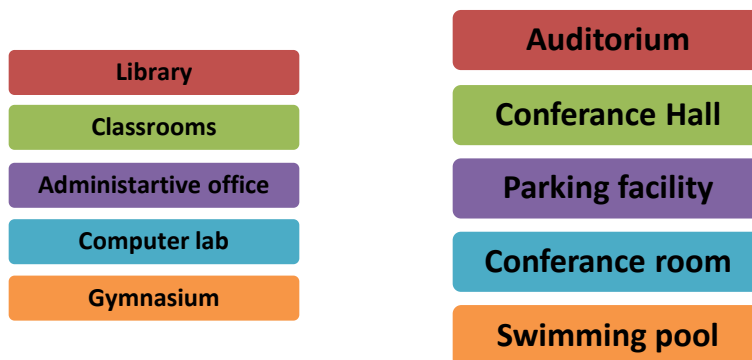 Library
Classrooms
Administartive office
Computer lab
Gymnasium
Auditorium
Conferance Hall
Parking facility
Conferance room
Swimming pool